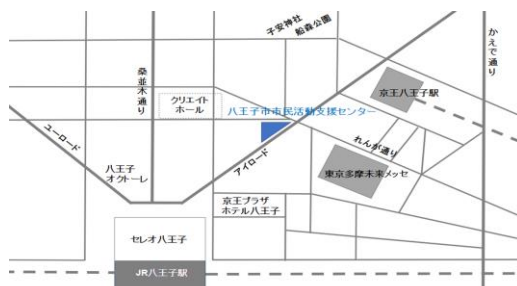 子安神社
船森公園
かえで通り
桑並木通り
クリエイト
ホール
京王八王子駅
八王子市市民活動支援センター
ユーロード
アイロード
れんが通り
八王子
オクトーレ
東京多摩未来メッセ
京王プラザ
ホテル八王子
セレオ八王子
JR八王子駅